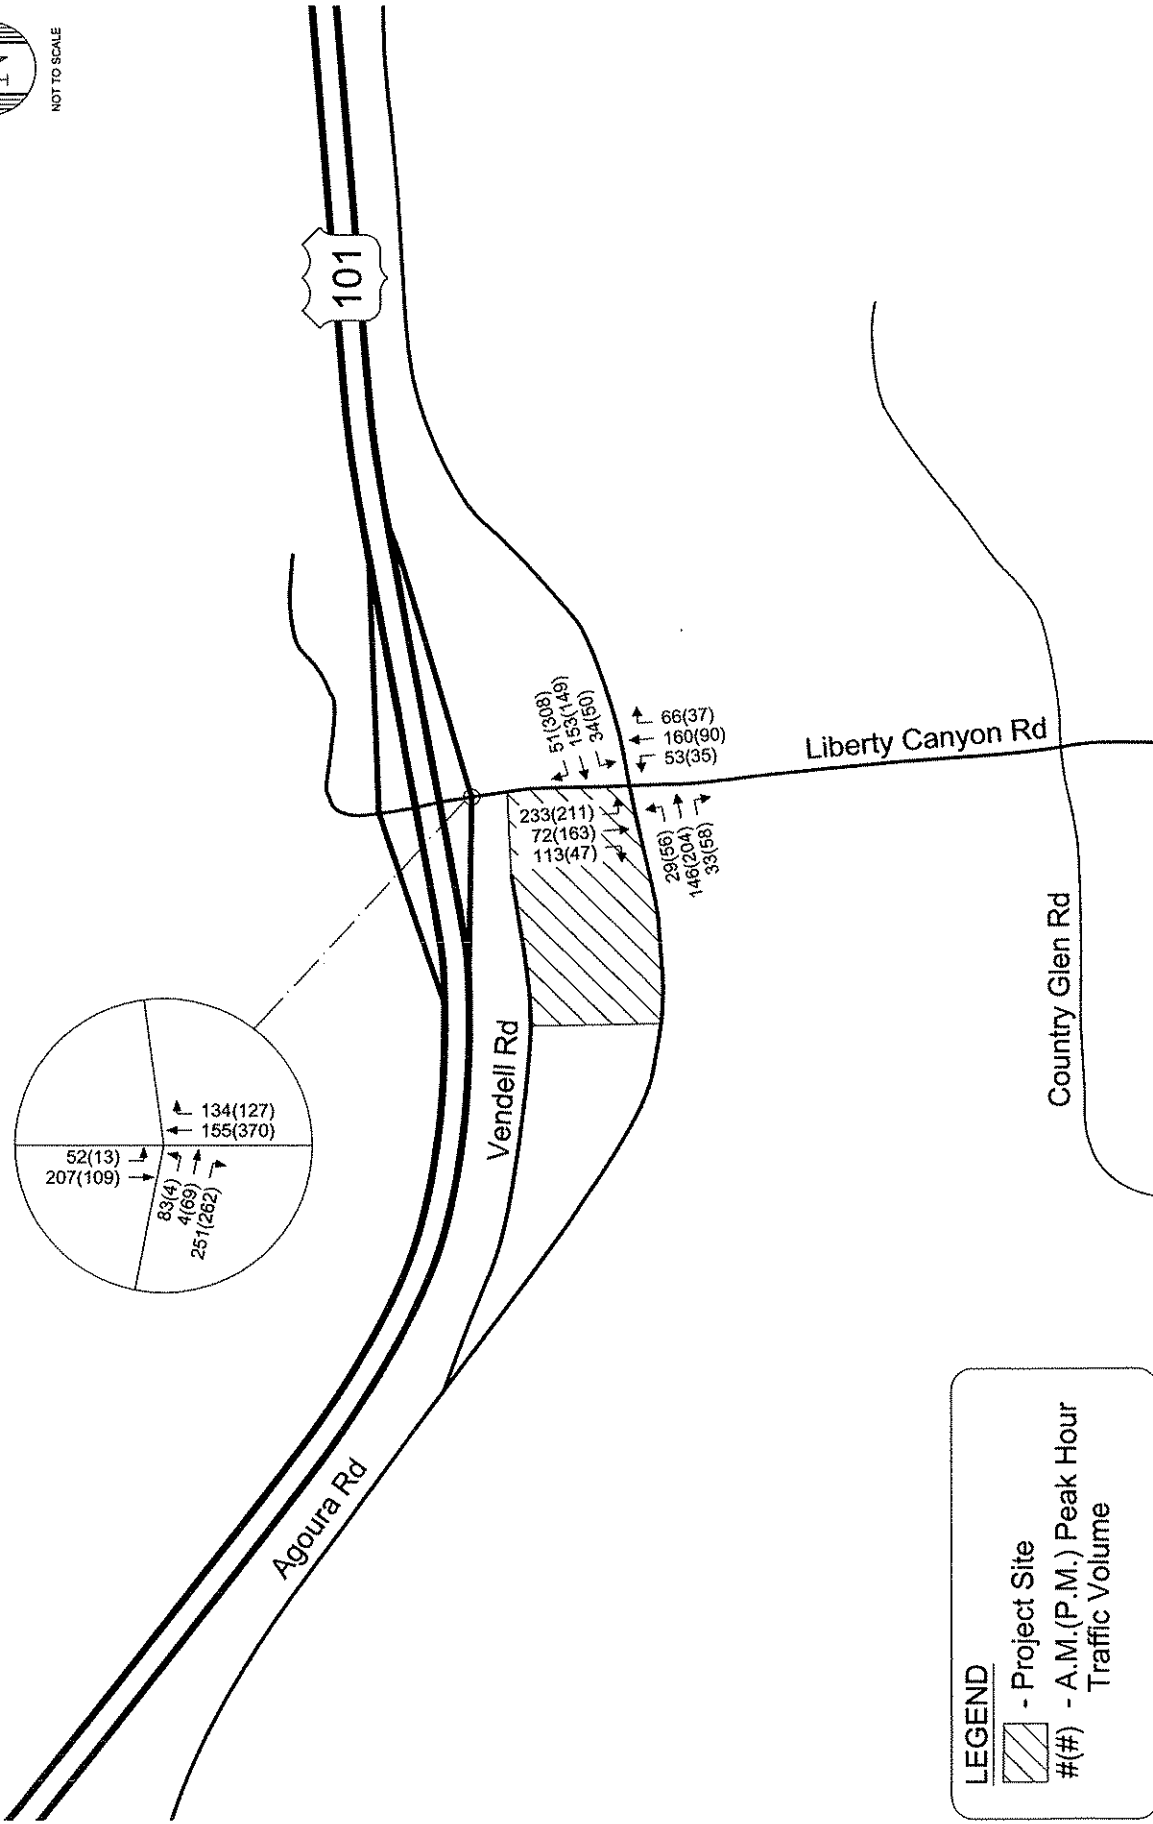 N
NOT TO SCALE
101
134(127)
155(370)
52(13)
207(109)
83(4)
4(69)
251(262)
51(308)
153(149)
34(50)
66(37)
160(90)
53(35)
233(211)
72(163)
113(47)
29(56)
146(204)
33(58)
Liberty Canyon Rd
Vendell Rd
Country Glen Rd
Agoura Rd
LEGEND
- Project Site
#(#) - A.M.(P.M.) Peak Hour
Traffic Volume